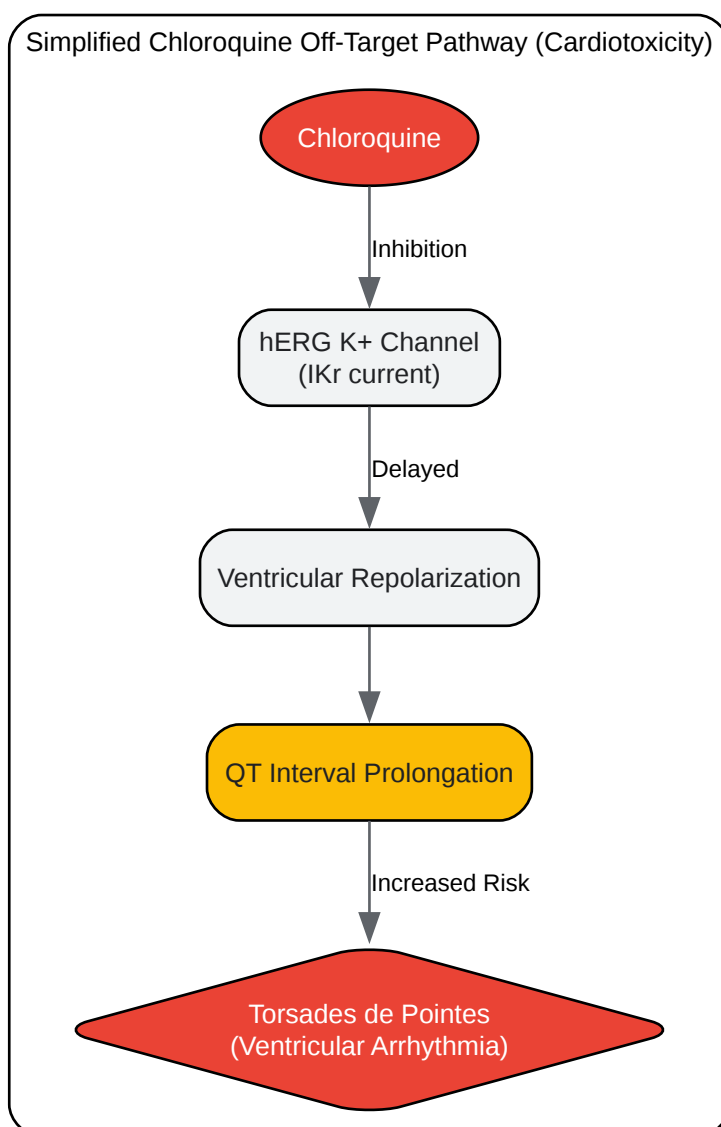 Simplified Chloroquine Off-Target Pathway (Cardiotoxicity)
Chloroquine
Inhibition
hERG K+ Channel
(IKr current)
Delayed
Ventricular Repolarization
QT Interval Prolongation
Increased Risk
Torsades de Pointes
(Ventricular Arrhythmia)